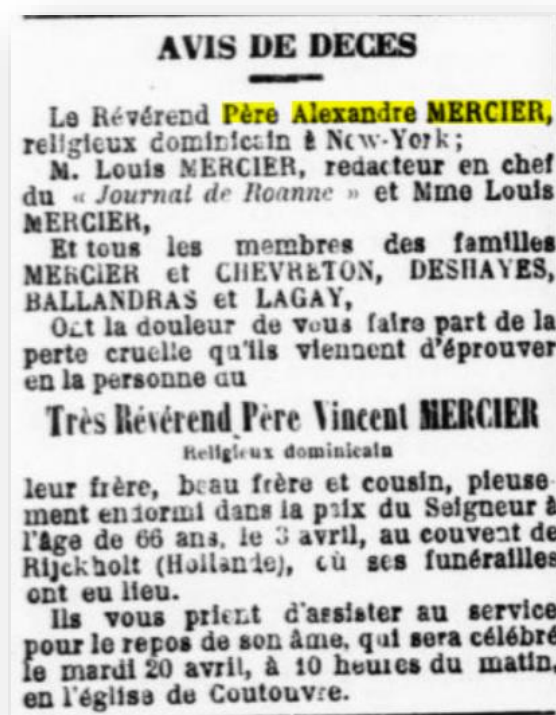 AVIS DE DECES
Le Révérend Père Alexandre MERCIER,
religieux dominicain à New-York ;
M. Louis MERCIER, redacteur en chef
du « Journal de Roanne » et Mme Louis
MERCIER,
Et tous les membres des familles
MERCIER et CHEVRETON, DESHAYES,
BALLANDRAS et LAGAY,
Ont la douleur de vous faire part de la
perte cruelle qu'ils viennent d'éprouver
en la personne du
Très Révérend Père Vincent MERCIER
Religieux dominicain
leur frère, beau frère et cousin, pieuse-
ment endormi dans la paix du Seigneur à
l'âge de 66 ans, le 3 avril, au couvent de
Rijckholt (Hollande), où ses funérailles
ont eu lieu.
Ils vous prient d'assister au service
pour le repos de son âme, qui sera célébré
le mardi 20 avril, à 10 heures du matin,
en l'église de Coutouvre.